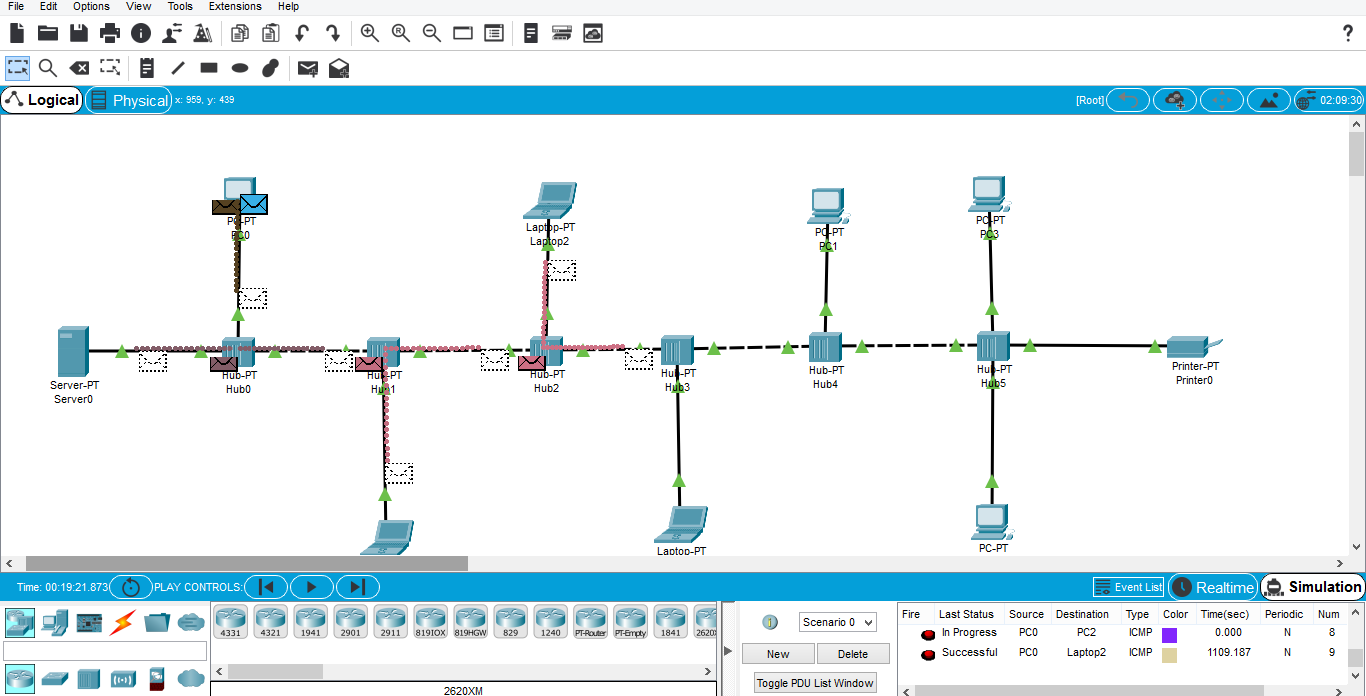 File Edit Options View Tools Extensions Help
Logical Physical x: 959, y: 439 [Root] 02:09:30
PC-PT
PC0
Laptop-PT
Laptop2
PC-PT
PC1
PC-PT
PC3
Server-PT
Server0
Hub-PT
Hub0
Hub-PT
Hub1
Hub-PT
Hub2
Hub-PT
Hub3
Hub-PT
Hub4
Hub-PT
Hub5
Printer-PT
Printer0
Laptop-PT
PC-PT
Time: 00:19:21.873 PLAY CONTROLS: Event List Realtime Simulation
4331 4321 1941 2901 2911 819IOX 819HGW 829 1240 PT-Router PT-Empty 1841 2620X
2620XM
Scenario 0
New Delete
Toggle PDU List Window
Fire Last Status Source Destination Type Color Time(sec) Periodic Num
In Progress PC0 PC2 ICMP 0.000 N 8
Successful PC0 Laptop2 ICMP 1109.187 N 9